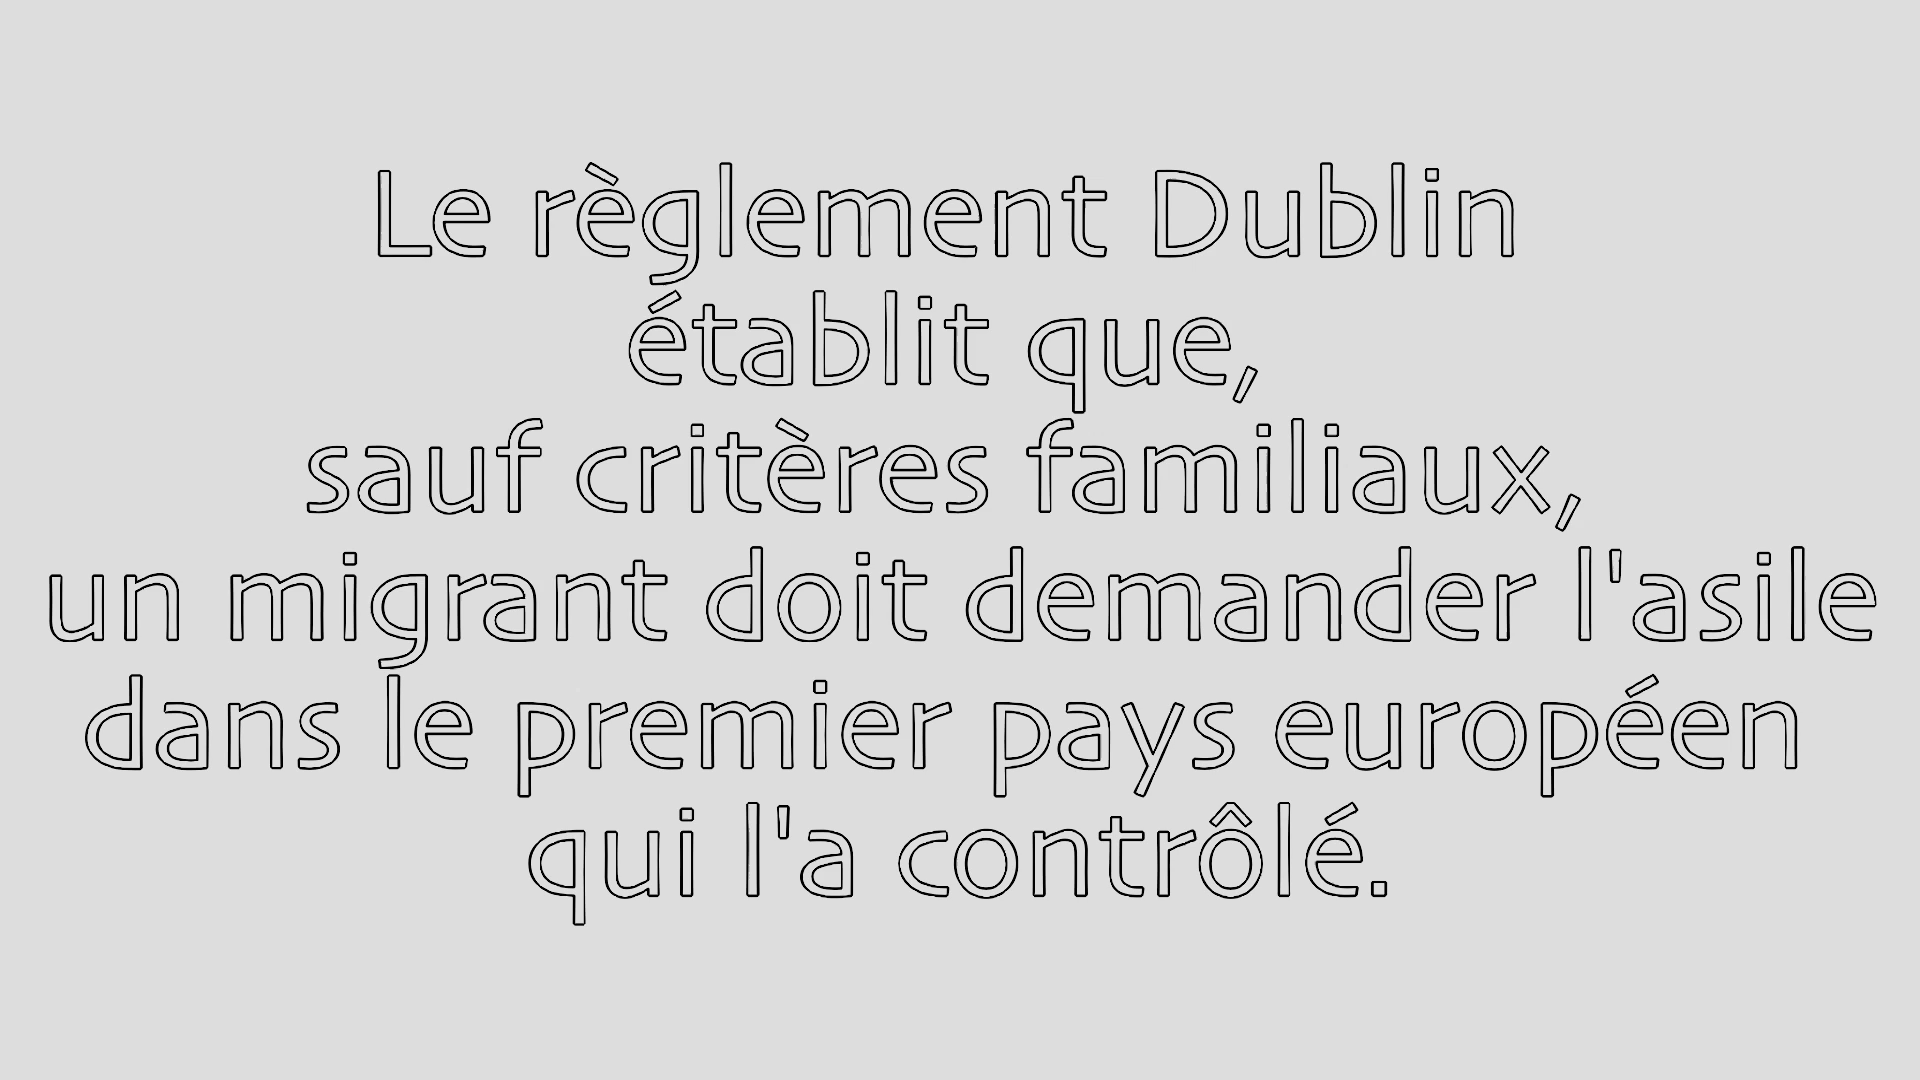 Le règlement Dublin
établit que,
sauf critères familiaux,
un migrant doit demander l'asile
dans le premier pays européen
qui l'a contrôlé.